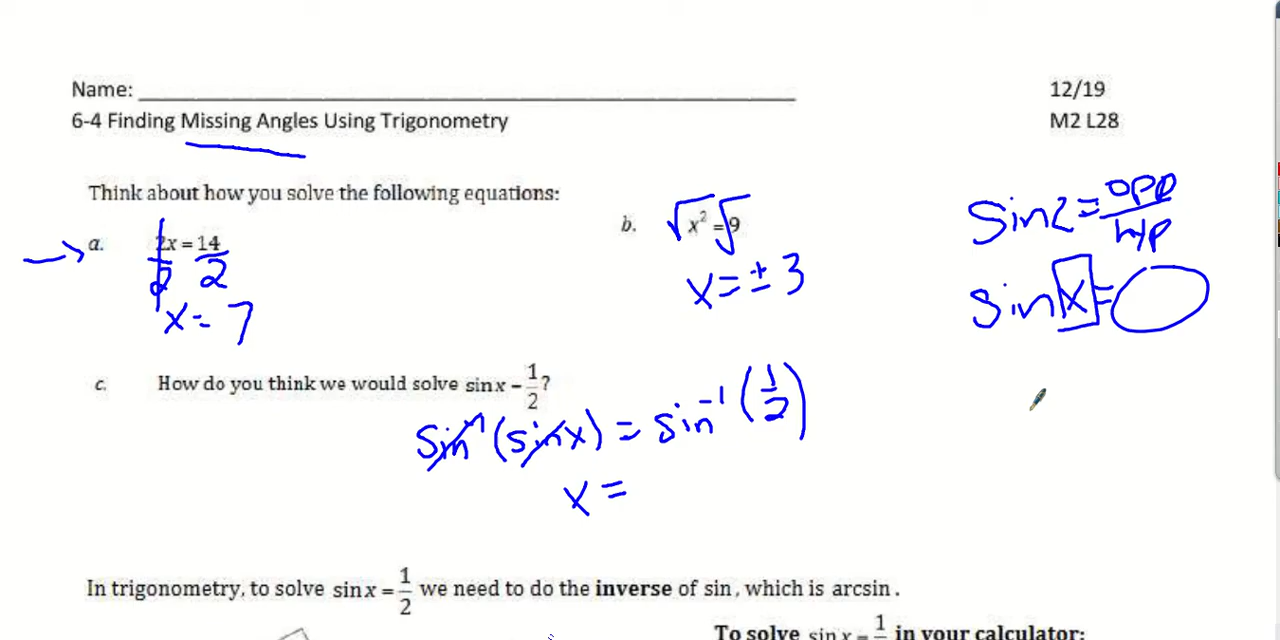 Name: ____________ 12/19
6-4 Finding Missing Angles Using Trigonometry M2 L28
Think about how you solve the following equations:
a. 2x = 14
2 2
x = 7
b. √x² = √9
x = ± 3
sin 2 = opp/hyp
sin x =
c. How do you think we would solve sin x – 1/2?
sin⁻¹ (sin x) = sin⁻¹ (1/2)
x =
In trigonometry, to solve sin x = 1/2 we need to do the inverse of sin, which is arcsin.
To solve sin x = 1 in your calculator: